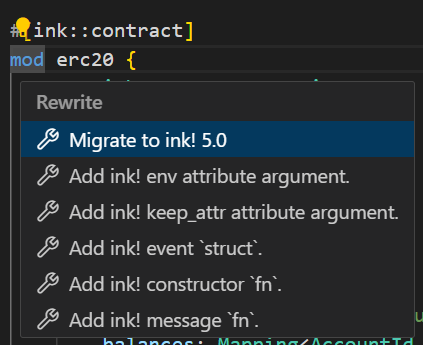 #[ink::contract]
mod erc20 {
Rewrite
Migrate to ink! 5.0
Add ink! env attribute argument.
Add ink! keep_attr attribute argument.
Add ink! event `struct`.
Add ink! constructor `fn`.
Add ink! message `fn`.
balances: Mapping<AccountId